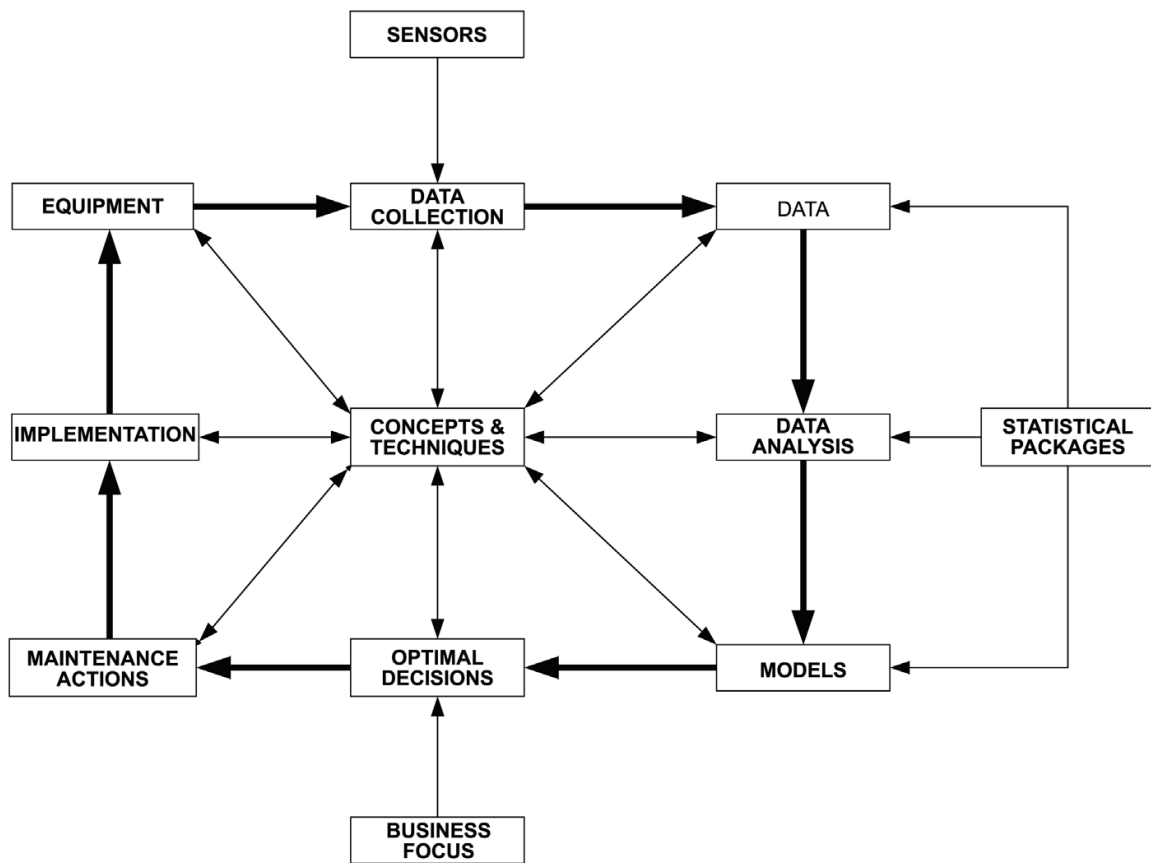 SENSORS
EQUIPMENT
DATA
COLLECTION
DATA
IMPLEMENTATION
CONCEPTS &
TECHNIQUES
DATA
ANALYSIS
STATISTICAL
PACKAGES
MAINTENANCE
ACTIONS
OPTIMAL
DECISIONS
MODELS
BUSINESS
FOCUS